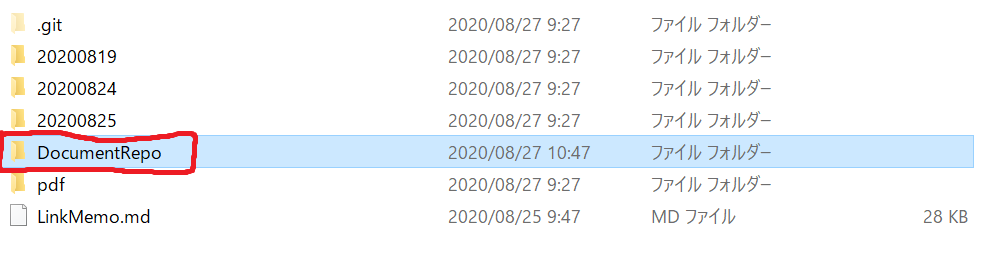 .git 2020/08/27 9:27 ファイル フォルダー
20200819 2020/08/27 9:27 ファイル フォルダー
20200824 2020/08/27 9:27 ファイル フォルダー
20200825 2020/08/27 9:27 ファイル フォルダー
DocumentRepo 2020/08/27 10:47 ファイル フォルダー
pdf 2020/08/27 9:27 ファイル フォルダー
LinkMemo.md 2020/08/25 9:47 MD ファイル 28 KB